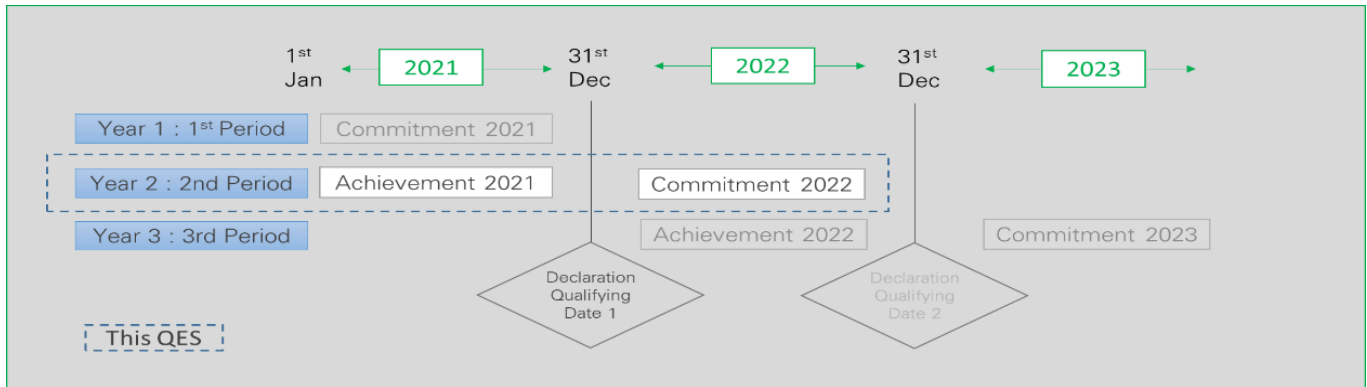 1st Jan 2021 31st Dec 2022 31st Dec 2023
Year 1 : 1st Period Commitment 2021
Year 2 : 2nd Period Achievement 2021 Commitment 2022
Year 3 : 3rd Period Achievement 2022 Commitment 2023
Declaration
Qualifying
Date 1
Declaration
Qualifying
Date 2
This QES